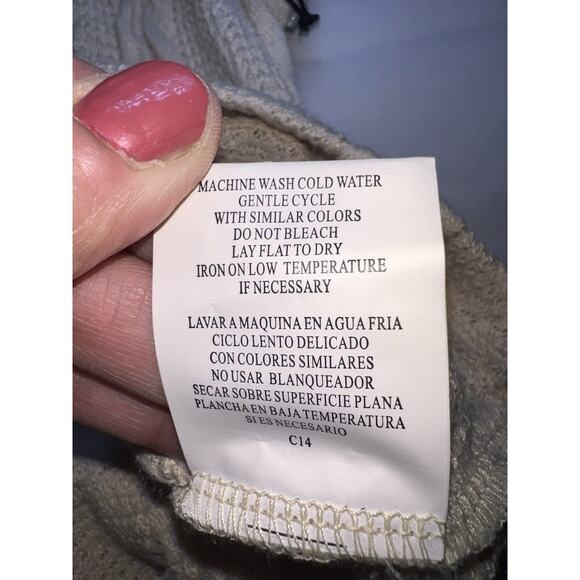 MACHINE WASH COLD WATER
GENTLE CYCLE
WITH SIMILAR COLORS
DO NOT BLEACH
LAY FLAT TO DRY
IRON ON LOW TEMPERATURE
IF NECESSARY
LAVAR A MAQUINA EN AGUA FRIA
CICLO LENTO DELICADO
CON COLORES SIMILARES
NO USAR BLANQUEADOR
SECAR SOBRE SUPERFICIE PLANA
PLANCHA EN BAJA TEMPERATURA
SI ES NECESARIO
C14